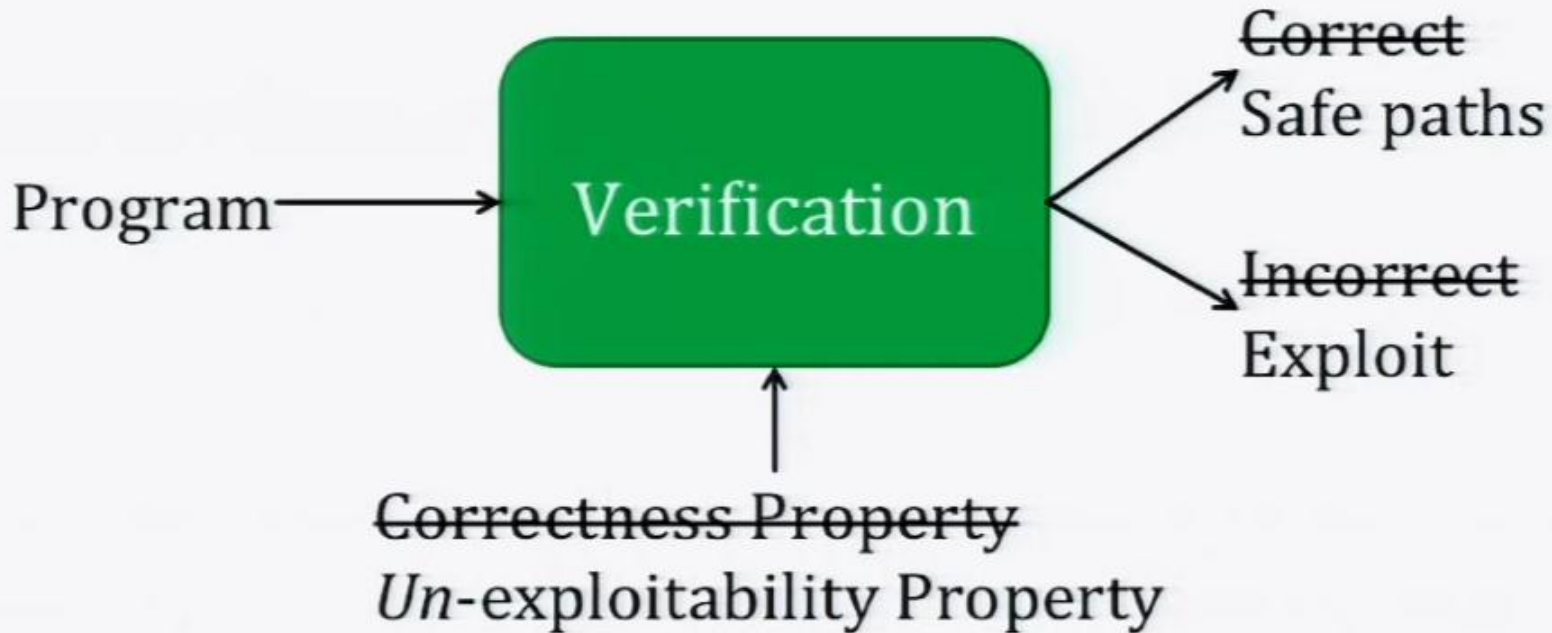 Program
Verification
Correct
Safe paths
Incorrect
Exploit
Correctness Property
Un-exploitability Property